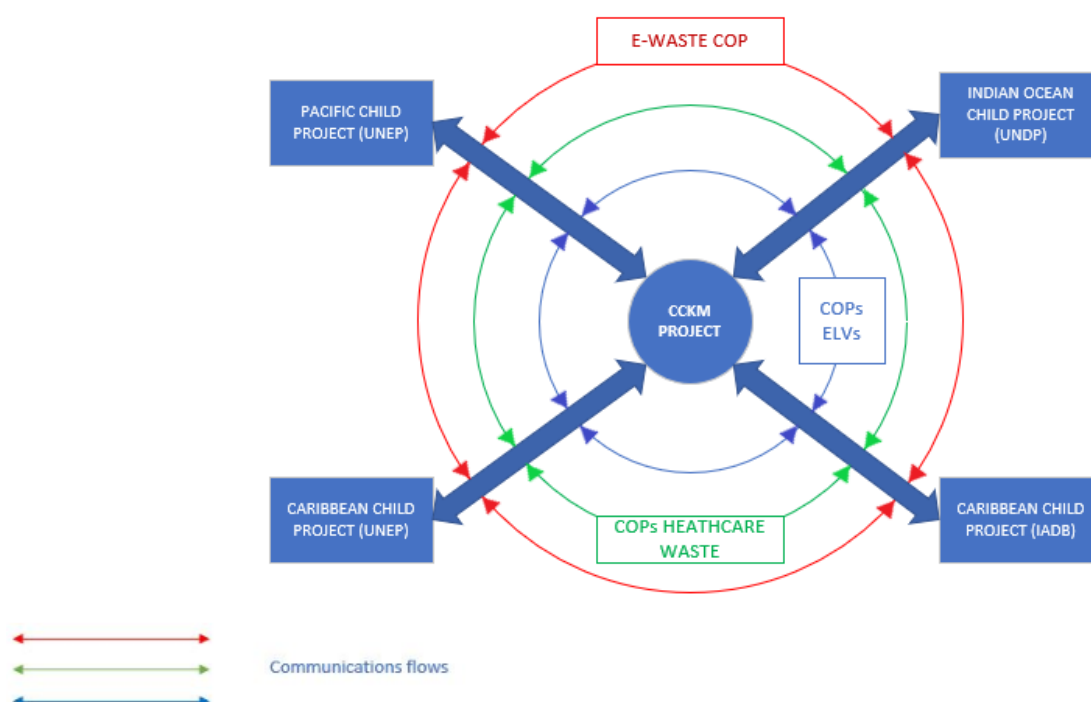 E-WASTE COP
PACIFIC CHILD
PROJECT (UNEP)
INDIAN OCEAN
CHILD PROJECT
(UNDP)
CCKM
PROJECT
COPs
ELVs
CARIBBEAN CHILD
PROJECT (UNEP)
COPs HEATHCARE
WASTE
CARIBBEAN CHILD
PROJECT (IADB)
Communications flows